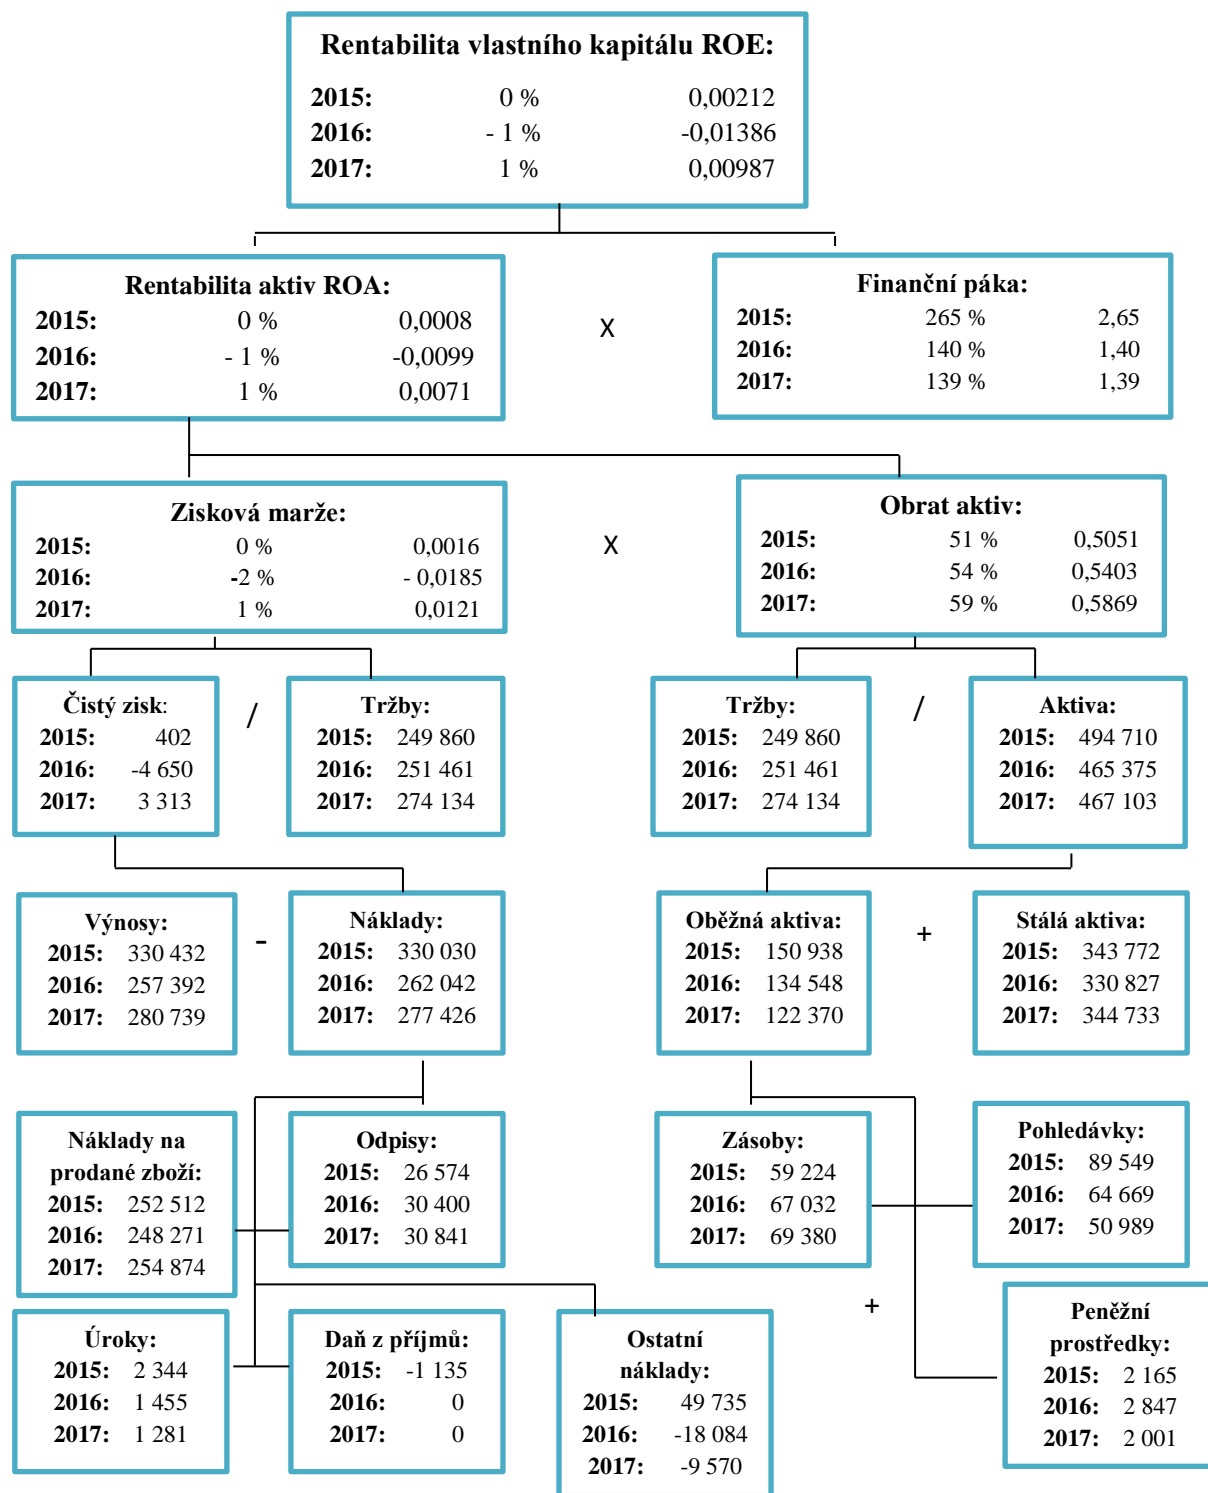 Rentabilita vlastního kapitálu ROE:
2015: 0 % 0,00212
2016: - 1 % -0,01386
2017: 1 % 0,00987
Rentabilita aktiv ROA:
2015: 0 % 0,0008
2016: - 1 % -0,0099
2017: 1 % 0,0071
X
Finanční páka:
2015: 265 % 2,65
2016: 140 % 1,40
2017: 139 % 1,39
Zisková marže:
2015: 0 % 0,0016
2016: -2 % - 0,0185
2017: 1 % 0,0121
X
Obrat aktiv:
2015: 51 % 0,5051
2016: 54 % 0,5403
2017: 59 % 0,5869
Čistý zisk:
2015: 402
2016: -4 650
2017: 3 313
/
Tržby:
2015: 249 860
2016: 251 461
2017: 274 134
Tržby:
2015: 249 860
2016: 251 461
2017: 274 134
/
Aktiva:
2015: 494 710
2016: 465 375
2017: 467 103
Výnosy:
2015: 330 432
2016: 257 392
2017: 280 739
-
Náklady:
2015: 330 030
2016: 262 042
2017: 277 426
Oběžná aktiva:
2015: 150 938
2016: 134 548
2017: 122 370
+
Stálá aktiva:
2015: 343 772
2016: 330 827
2017: 344 733
Náklady na
prodané zboží:
2015: 252 512
2016: 248 271
2017: 254 874
Odpisy:
2015: 26 574
2016: 30 400
2017: 30 841
Zásoby:
2015: 59 224
2016: 67 032
2017: 69 380
Pohledávky:
2015: 89 549
2016: 64 669
2017: 50 989
Úroky:
2015: 2 344
2016: 1 455
2017: 1 281
Daň z příjmů:
2015: -1 135
2016: 0
2017: 0
Ostatní
náklady:
2015: 49 735
2016: -18 084
2017: -9 570
+
Peněžní
prostředky:
2015: 2 165
2016: 2 847
2017: 2 001